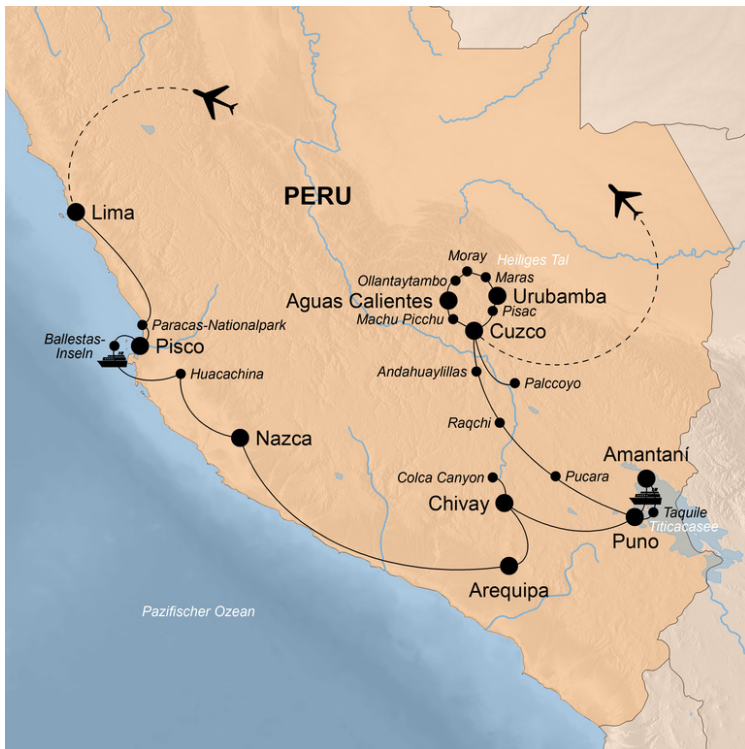 PERU
Lima
Moray
Heiliges Tal
Ollantaytambo
Maras
Aguas Calientes
Urubamba
Machu Picchu
Pisac
Cuzco
Paracas-Nationalpark
Ballestas-
Inseln
Pisco
Huacachina
Andahuaylillas
Palccoyo
Raqchi
Nazca
Amantaní
Colca Canyon
Pucara
Chivay
Taquile
Titicacasee
Puno
Arequipa
Pazifischer Ozean